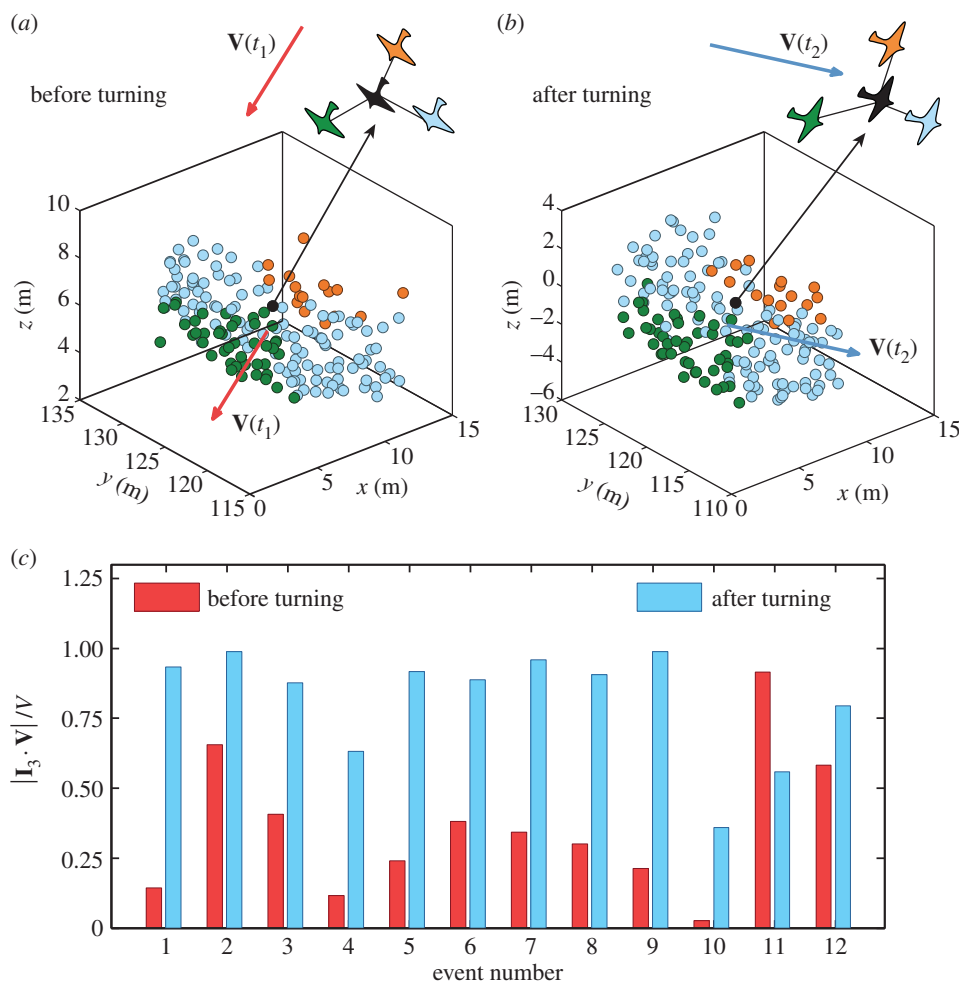 (a)
V(t1)
before turning
10
8
6
4
2
z (m)
135
130
125
120
115
y (m)
0
5
10
15
x (m)
V(t1)
(b)
V(t2)
after turning
4
2
0
−2
−4
−6
z (m)
130
125
120
115
110
y (m)
0
5
10
15
x (m)
V(t2)
(c)
before turning
after turning
1.25
1.00
0.75
0.50
0.25
0
|I3 · V| /V
1 2 3 4 5 6 7 8 9 10 11 12
event number